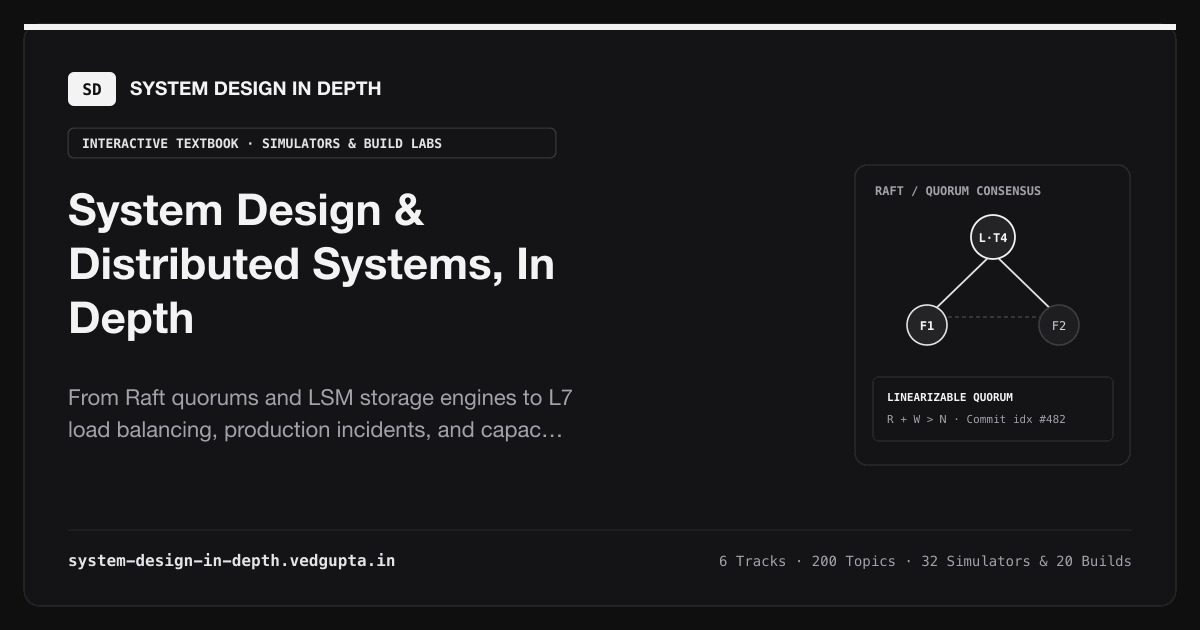 SD SYSTEM DESIGN IN DEPTH
INTERACTIVE TEXTBOOK · SIMULATORS & BUILD LABS
System Design &
Distributed Systems, In
Depth
From Raft quorums and LSM storage engines to L7
load balancing, production incidents, and capac…
RAFT / QUORUM CONSENSUS
L·T4
F1
F2
LINEARIZABLE QUORUM
R + W > N · Commit idx #482
system-design-in-depth.vedgupta.in
6 Tracks · 200 Topics · 32 Simulators & 20 Builds